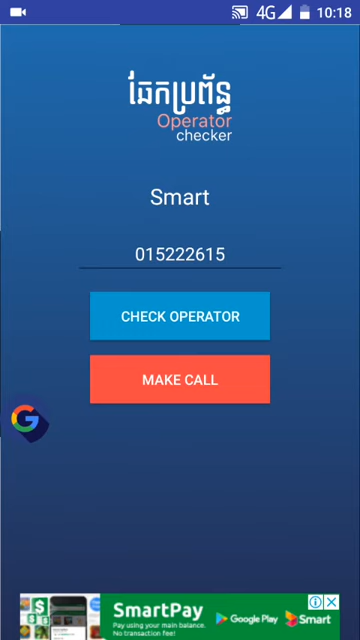 4G 10:18
ឆែកប្រព័ន្ធ
Operator
checker
Smart
015222615
CHECK OPERATOR
MAKE CALL
SmartPay
Pay using your main balance.
No transaction fee!
Google Play
Smart